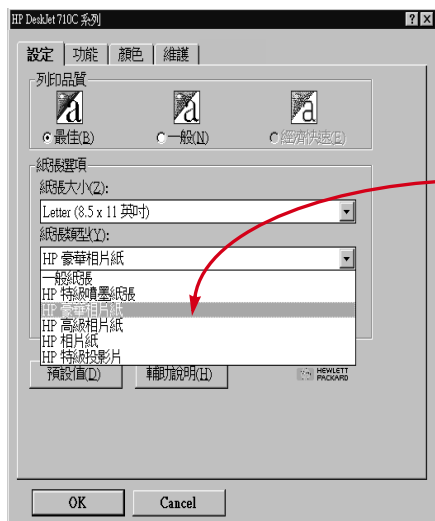 HP DeskJet 710C 系列
設定 功能 顏色 維護
列印品質
最佳(B) 一般(N) 經濟快速(E)
紙張選項
紙張大小(Z):
Letter (8.5 x 11 英吋)
紙張類型(Y):
HP 豪華相片紙
一般紙張
HP 特級噴墨紙張
HP 豪華相片紙
HP 高級相片紙
HP 相片紙
HP 特級投影片
預設值(D) 輔助說明(H) HEWLETT
PACKARD
OK Cancel